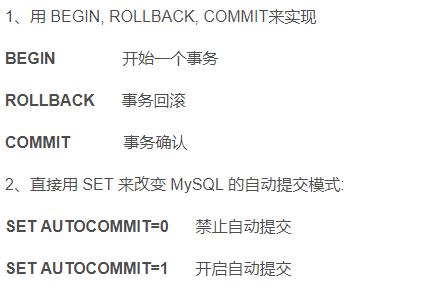 1、用 BEGIN, ROLLBACK, COMMIT来实现
BEGIN 开始一个事务
ROLLBACK 事务回滚
COMMIT 事务确认
2、直接用 SET 来改变 MySQL 的自动提交模式:
SET AUTOCOMMIT=0 禁止自动提交
SET AUTOCOMMIT=1 开启自动提交